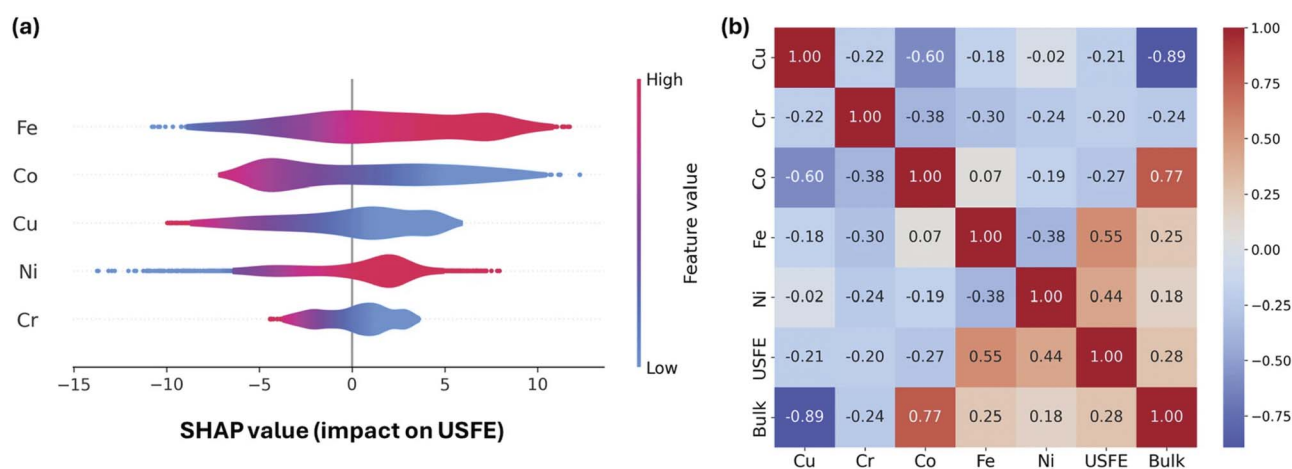 (a)
High
Fe
Co
Cu
Ni
Cr
Feature value
Low
−15 −10 −5 0 5 10
SHAP value (impact on USFE)
(b)
Cu 1.00 -0.22 -0.60 -0.18 -0.02 -0.21 -0.89
Cr -0.22 1.00 -0.38 -0.30 -0.24 -0.20 -0.24
Co -0.60 -0.38 1.00 0.07 -0.19 -0.27 0.77
Fe -0.18 -0.30 0.07 1.00 -0.38 0.55 0.25
Ni -0.02 -0.24 -0.19 -0.38 1.00 0.44 0.18
USFE -0.21 -0.20 -0.27 0.55 0.44 1.00 0.28
Bulk -0.89 -0.24 0.77 0.25 0.18 0.28 1.00
Cu Cr Co Fe Ni USFE Bulk
1.00
0.75
0.50
0.25
0.00
−0.25
−0.50
−0.75